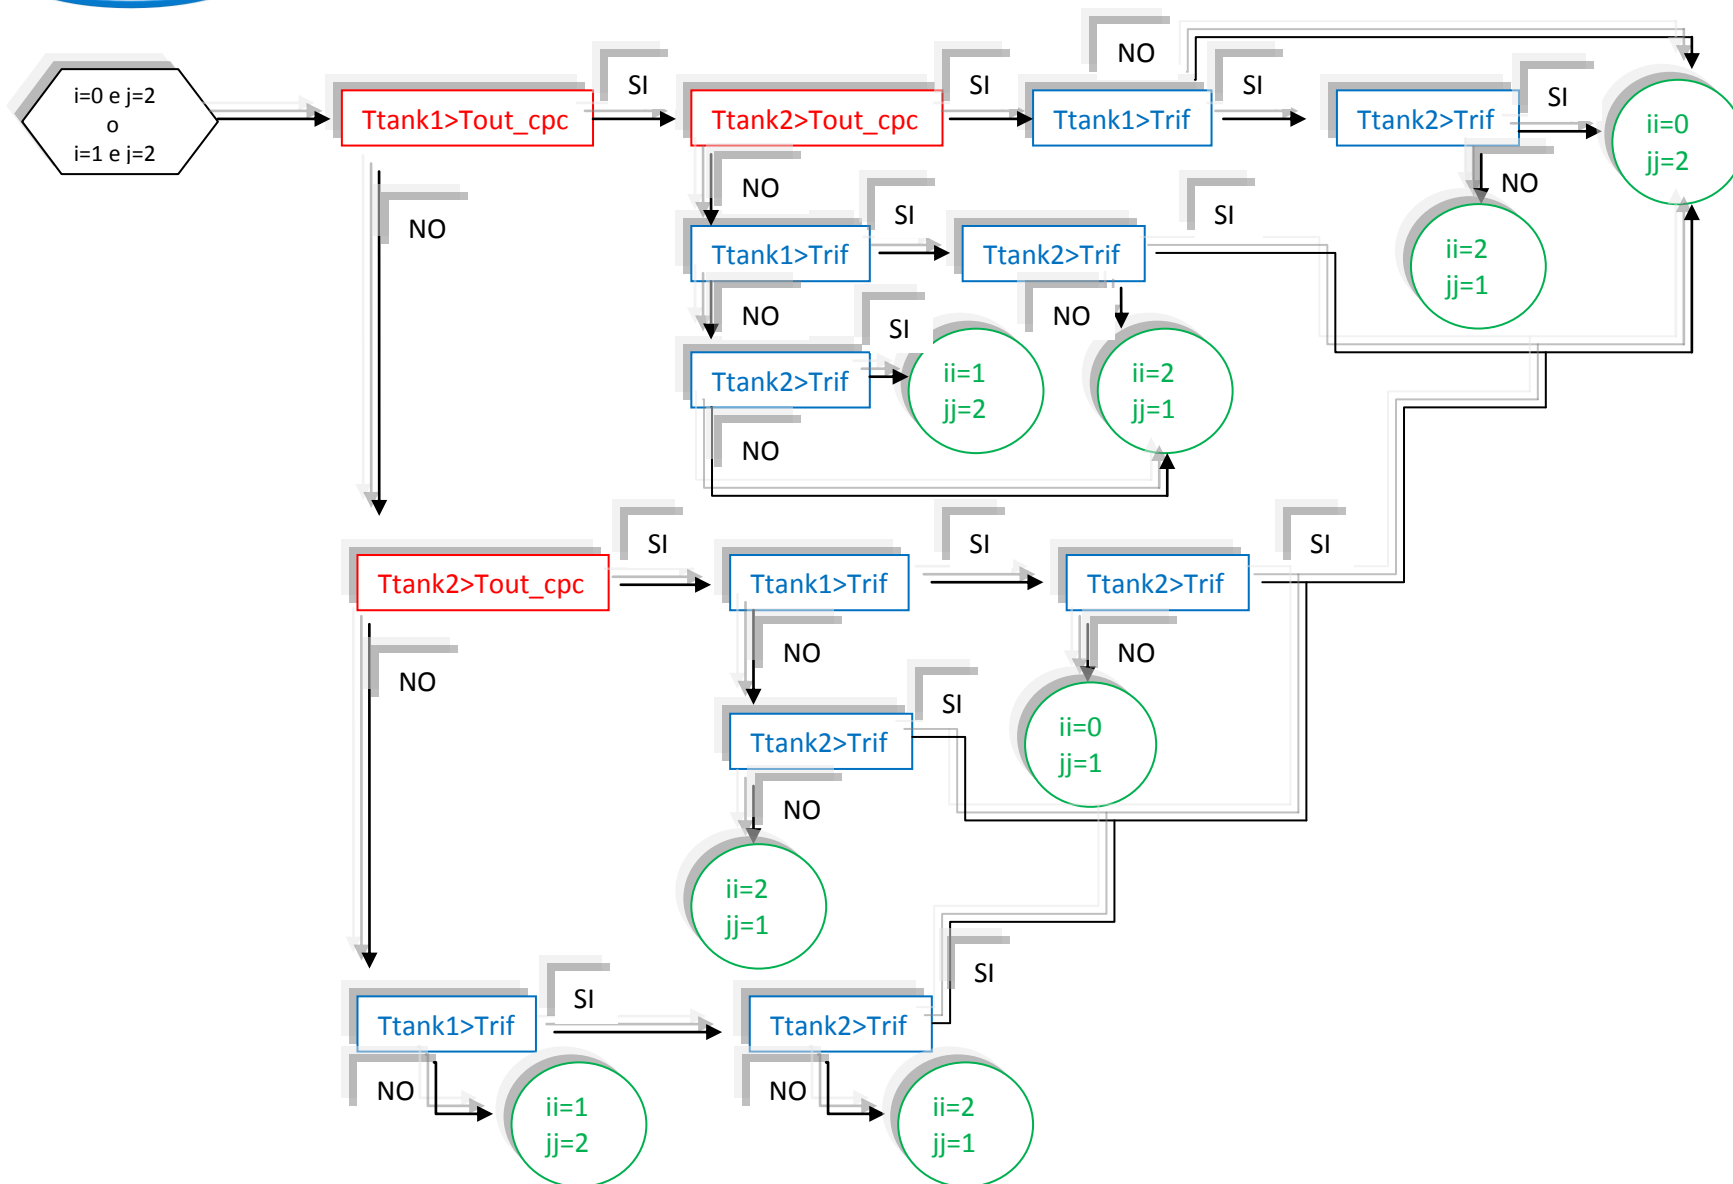 NO
i=0 e j=2
o
i=1 e j=2
Ttank1>Tout_cpc
SI
Ttank2>Tout_cpc
SI
Ttank1>Trif
SI
Ttank2>Trif
SI
ii=0
jj=2
NO
NO
NO
SI
SI
ii=2
jj=1
Ttank1>Trif
Ttank2>Trif
NO
SI
NO
Ttank2>Trif
ii=1
jj=2
ii=2
jj=1
NO
SI
SI
SI
Ttank2>Tout_cpc
Ttank1>Trif
Ttank2>Trif
NO
NO
NO
SI
Ttank2>Trif
ii=0
jj=1
NO
ii=2
jj=1
SI
SI
Ttank1>Trif
Ttank2>Trif
NO
ii=1
jj=2
NO
ii=2
jj=1